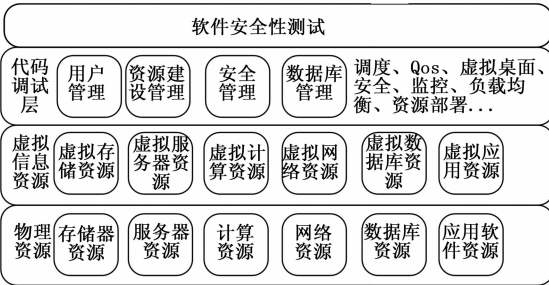 软件安全性测试
代码
调试
层
用户
管理
资源建
设管理
安全
管理
数据库
管理
调度、Qos、虚拟桌面、
安全、监控、负载均
衡、资源部署...
虚拟
信息
资源
虚拟存
储资源
虚拟服
务器资
源
虚拟计
算资源
虚拟网
络资源
虚拟数
据库资
源
虚拟应
用资源
物理
资源
存储器
资源
服务器
资源
计算
资源
网络
资源
数据库
资源
应用软
件资源